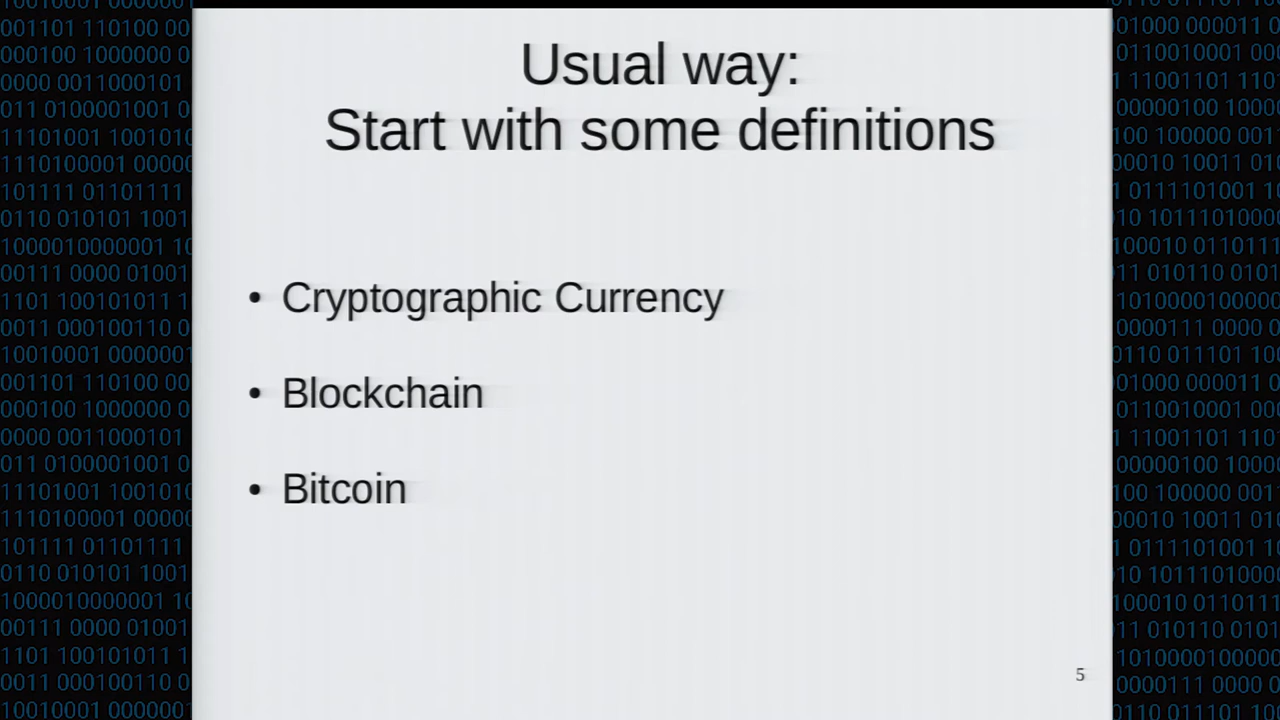 Usual way:
Start with some definitions
• Cryptographic Currency
• Blockchain
• Bitcoin
5